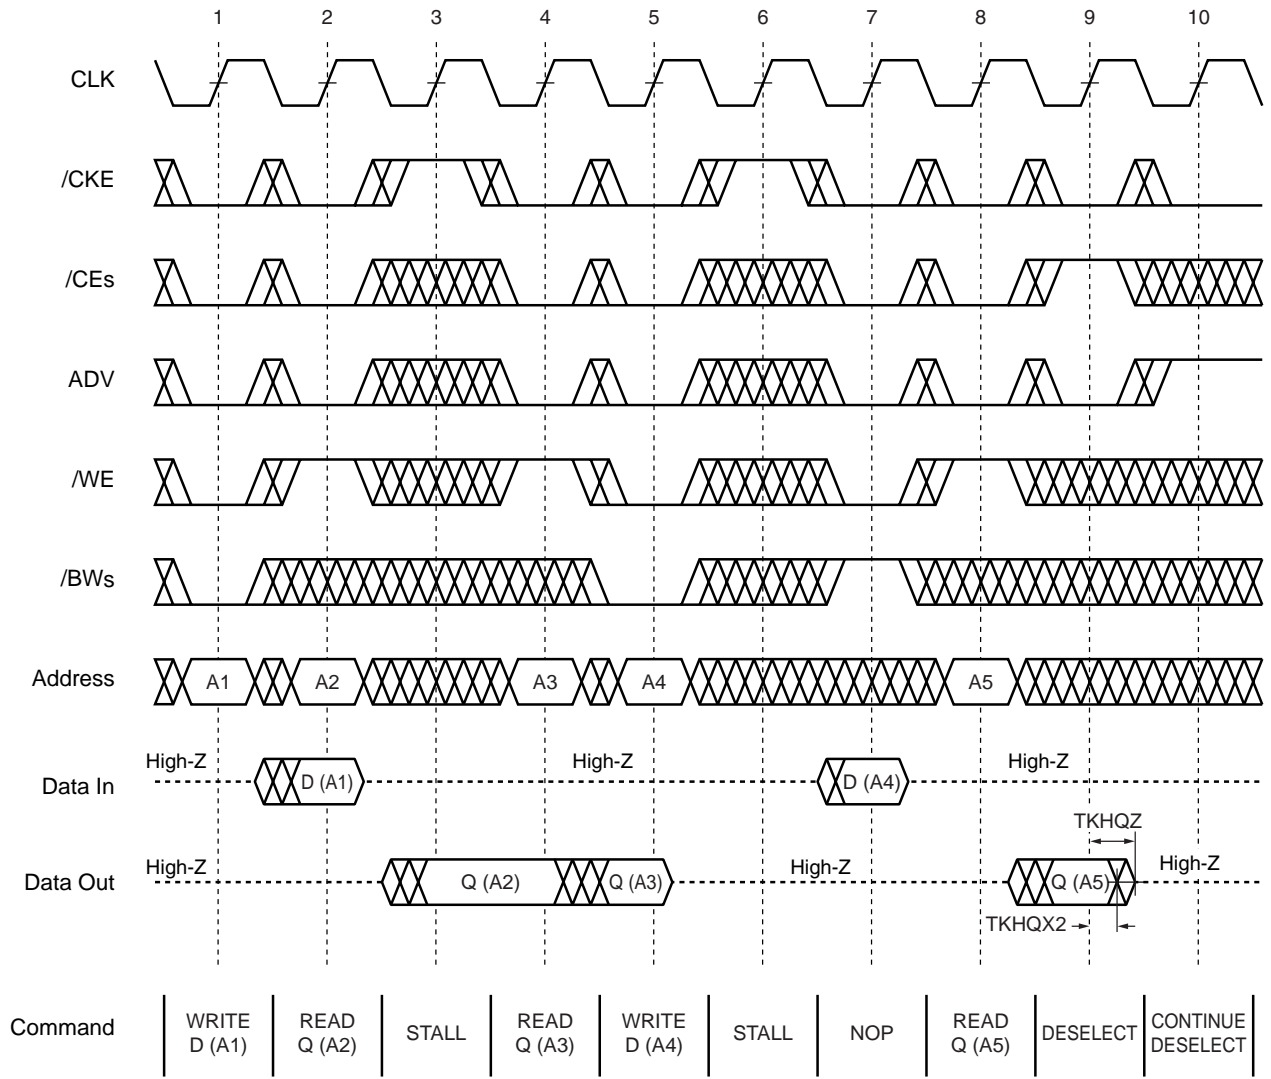 1 2 3 4 5 6 7 8 9 10
CLK
/CKE
/CEs
ADV
/WE
/BWs
Address A1 A2 A3 A4 A5
High-Z High-Z High-Z
Data In D (A1) D (A4)
TKHQZ
High-Z High-Z High-Z
Data Out Q (A2) Q (A3) Q (A5)
TKHQX2
WRITE READ READ WRITE READ CONTINUE
Command STALL STALL NOP DESELECT
D (A1) Q (A2) Q (A3) D (A4) Q (A5) DESELECT